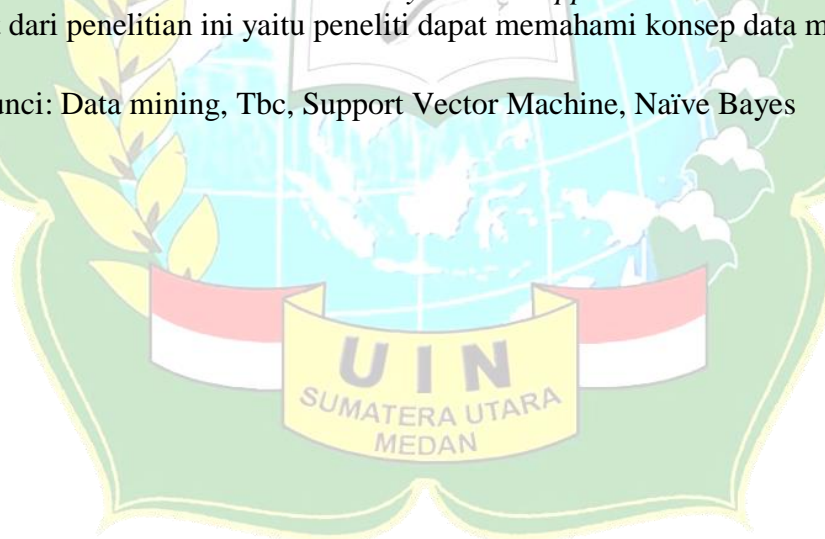 dari penelitian ini yaitu peneliti dapat memahami konsep data
unci: Data mining, Tbc, Support Vector Machine, Naïve Bayes
UIN
SUMATERA UTARA
MEDAN